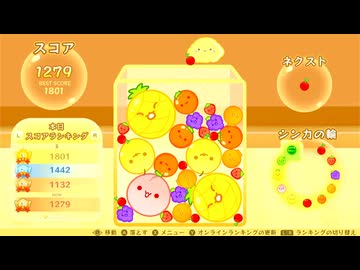 スコア
1279
BEST SCORE
1801
ネクスト
本日
スコアランキング
L
R
1801
1442
1132
NOW
1279
シンカの輪
移動 A 落とす X メニュー Y オンラインランキングの更新 L/R ランキングの切り替え